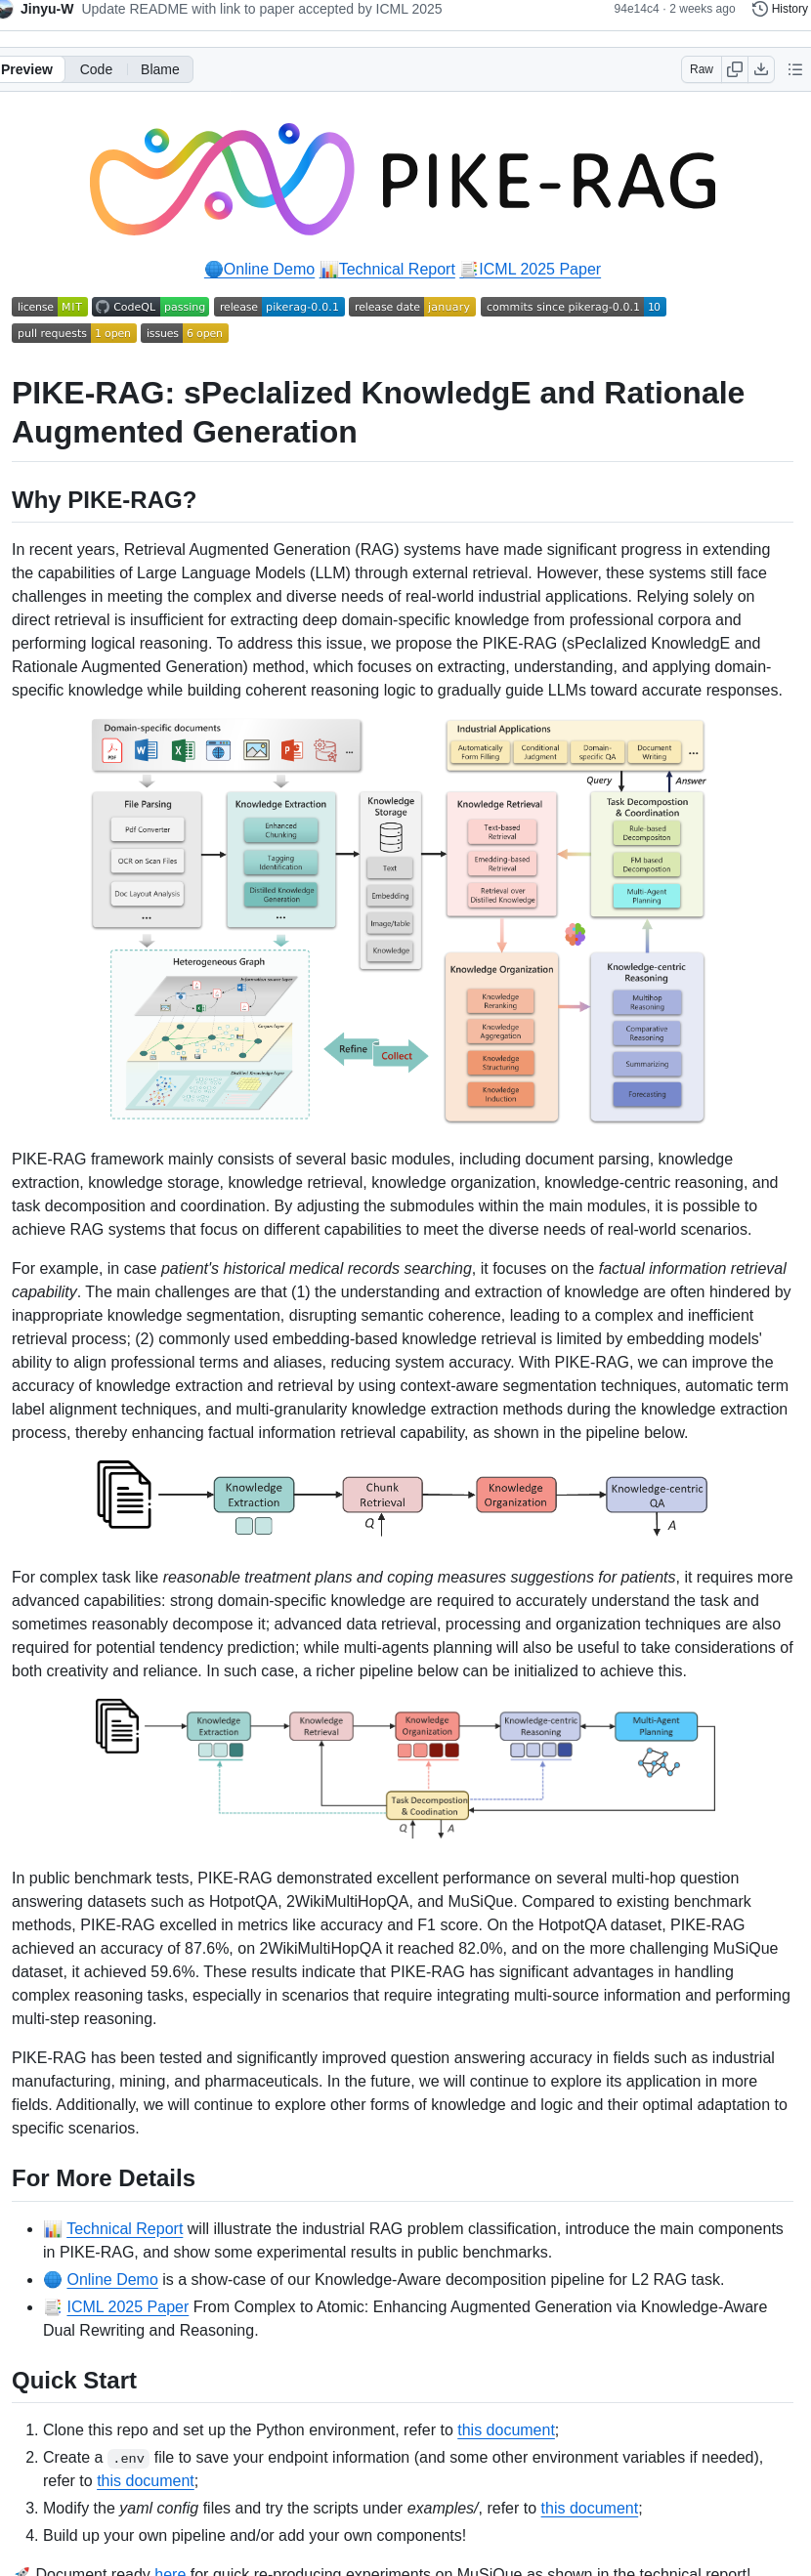 Jinyu-W Update README with link to paper accepted by ICML 2025 94e14c4 · 2 weeks ago History
Preview Code Blame Raw
PIKE-RAG
🌐Online Demo 📊Technical Report 📑ICML 2025 Paper
license MIT CodeQL passing release pikerag-0.0.1 release date january commits since pikerag-0.0.1 10
pull requests 1 open issues 6 open
PIKE-RAG: sPecIalized KnowledgE and Rationale
Augmented Generation
Why PIKE-RAG?
In recent years, Retrieval Augmented Generation (RAG) systems have made significant progress in extending
the capabilities of Large Language Models (LLM) through external retrieval. However, these systems still face
challenges in meeting the complex and diverse needs of real-world industrial applications. Relying solely on
direct retrieval is insufficient for extracting deep domain-specific knowledge from professional corpora and
performing logical reasoning. To address this issue, we propose the PIKE-RAG (sPecIalized KnowledgE and
Rationale Augmented Generation) method, which focuses on extracting, understanding, and applying domain-
specific knowledge while building coherent reasoning logic to gradually guide LLMs toward accurate responses.
Domain-specific documents
PDF
...
Industrial Applications
Automatically
Form Filling
Conditional
Judgment
Domain-
specific QA
Document
Writing
...
Query
Answer
File Parsing
Pdf Converter
OCR on Scan Files
Doc Layout Analysis
...
Knowledge Extraction
Enhanced
Chunking
Tagging
Identification
Distilled Knowledge
Generation
...
Knowledge
Storage
Text
Embedding
Image/table
Knowledge
Knowledge Retrieval
Text-based
Retrieval
Emedding-based
Retrieval
Retrieval over
Distilled Knowledge
Task Decompostion
& Coordination
Rule-based
Decompositon
FM based
Decompostion
Multi-Agent
Planning
Heterogeneous Graph
Information source layer
Corpus layer
Distilled Knowledge layer
Refine
Collect
Knowledge Organization
Knowledge
Reranking
Knowledge
Aggregation
Knowledge
Structuring
Knowledge
Induction
Knowledge-centric
Reasoning
Multihop
Reasoning
Comparative
Reasoning
Summarizing
Forecasting
PIKE-RAG framework mainly consists of several basic modules, including document parsing, knowledge
extraction, knowledge storage, knowledge retrieval, knowledge organization, knowledge-centric reasoning, and
task decomposition and coordination. By adjusting the submodules within the main modules, it is possible to
achieve RAG systems that focus on different capabilities to meet the diverse needs of real-world scenarios.
For example, in case patient's historical medical records searching, it focuses on the factual information retrieval
capability. The main challenges are that (1) the understanding and extraction of knowledge are often hindered by
inappropriate knowledge segmentation, disrupting semantic coherence, leading to a complex and inefficient
retrieval process; (2) commonly used embedding-based knowledge retrieval is limited by embedding models'
ability to align professional terms and aliases, reducing system accuracy. With PIKE-RAG, we can improve the
accuracy of knowledge extraction and retrieval by using context-aware segmentation techniques, automatic term
label alignment techniques, and multi-granularity knowledge extraction methods during the knowledge extraction
process, thereby enhancing factual information retrieval capability, as shown in the pipeline below.
Knowledge
Extraction
Chunk
Retrieval
Knowledge
Organization
Knowledge-centric
QA
Q
A
For complex task like reasonable treatment plans and coping measures suggestions for patients, it requires more
advanced capabilities: strong domain-specific knowledge are required to accurately understand the task and
sometimes reasonably decompose it; advanced data retrieval, processing and organization techniques are also
required for potential tendency prediction; while multi-agents planning will also be useful to take considerations of
both creativity and reliance. In such case, a richer pipeline below can be initialized to achieve this.
Knowledge
Extraction
Knowledge
Retrieval
Knowledge
Organization
Knowledge-centric
Reasoning
Multi-Agent
Planning
Task Decompostion
& Coodination
Q
A
In public benchmark tests, PIKE-RAG demonstrated excellent performance on several multi-hop question
answering datasets such as HotpotQA, 2WikiMultiHopQA, and MuSiQue. Compared to existing benchmark
methods, PIKE-RAG excelled in metrics like accuracy and F1 score. On the HotpotQA dataset, PIKE-RAG
achieved an accuracy of 87.6%, on 2WikiMultiHopQA it reached 82.0%, and on the more challenging MuSiQue
dataset, it achieved 59.6%. These results indicate that PIKE-RAG has significant advantages in handling
complex reasoning tasks, especially in scenarios that require integrating multi-source information and performing
multi-step reasoning.
PIKE-RAG has been tested and significantly improved question answering accuracy in fields such as industrial
manufacturing, mining, and pharmaceuticals. In the future, we will continue to explore its application in more
fields. Additionally, we will continue to explore other forms of knowledge and logic and their optimal adaptation to
specific scenarios.
For More Details
• 📊 Technical Report will illustrate the industrial RAG problem classification, introduce the main components
in PIKE-RAG, and show some experimental results in public benchmarks.
• 🌐 Online Demo is a show-case of our Knowledge-Aware decomposition pipeline for L2 RAG task.
• 📑 ICML 2025 Paper From Complex to Atomic: Enhancing Augmented Generation via Knowledge-Aware
Dual Rewriting and Reasoning.
Quick Start
1. Clone this repo and set up the Python environment, refer to this document;
2. Create a .env file to save your endpoint information (and some other environment variables if needed),
refer to this document;
3. Modify the yaml config files and try the scripts under examples/, refer to this document;
4. Build up your own pipeline and/or add your own components!
🚀 Document ready here for quick re-producing experiments on MuSiQue as shown in the technical report!